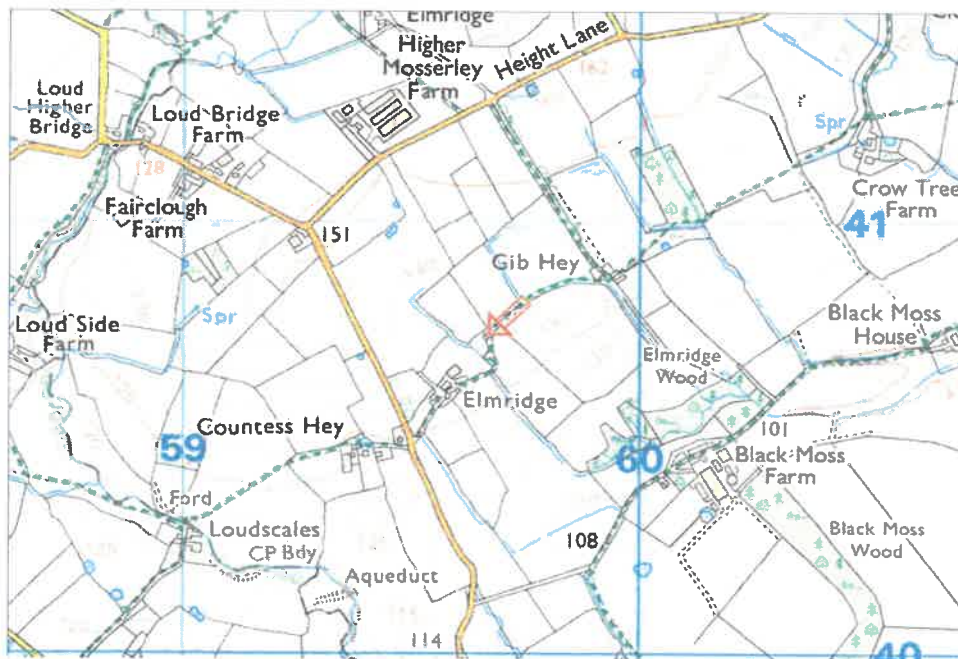 Elmridge
Higher
Mosserley
Farm
Height Lane
162
Loud
Higher
Bridge
Loud Bridge
Farm
128
Fairclough
Farm
151
Spr
Crow Tree
Farm
41
Gib Hey
Spr
Loud Side
Farm
Black Moss
House
Elmridge
Wood
Elmridge
Countess Hey
59
60
101
Black Moss
Farm
Ford
Loudscales
CP Bdy
108
Black Moss
Wood
Aqueduct
114
40